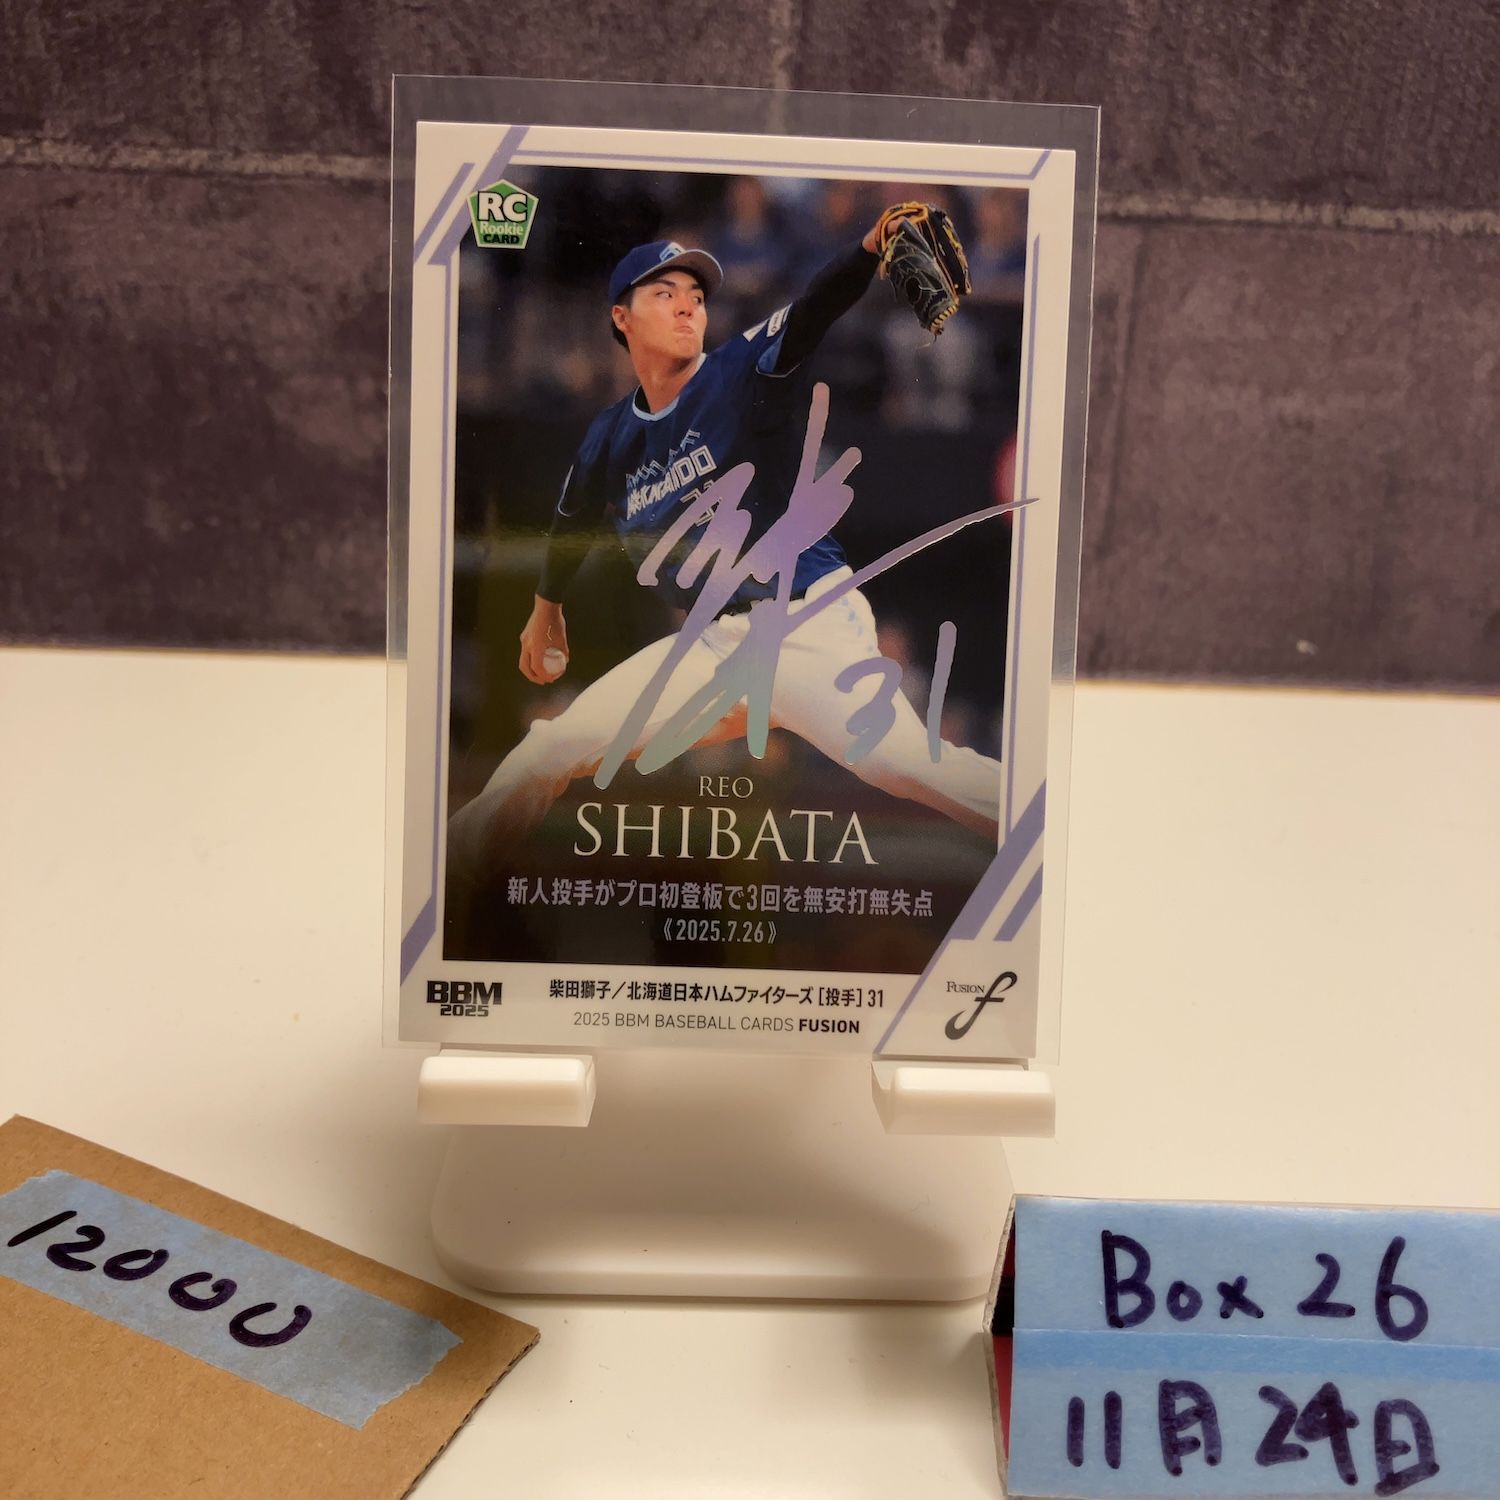 RC
Rookie
CARD
HOKKAIDO
31
31
REO
SHIBATA
新人投手がプロ初登板で3回を無安打無失点
《2025.7.26》
BBM
2025
柴田獅子／北海道日本ハムファイターズ [投手] 31
2025 BBM BASEBALL CARDS FUSION
FUSION f
12000
Box 26
11月24日